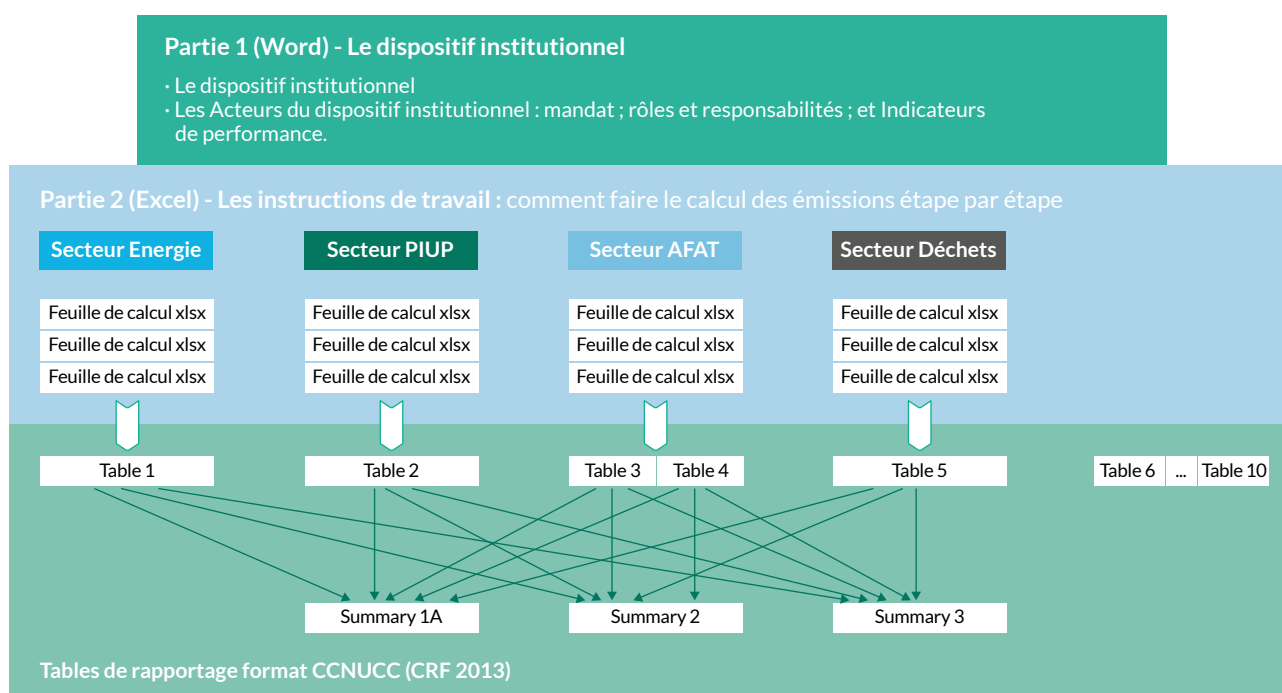 Partie 1 (Word) - Le dispositif institutionnel
· Le dispositif institutionnel
· Les Acteurs du dispositif institutionnel : mandat ; rôles et responsabilités ; et Indicateurs
de performance.
Partie 2 (Excel) - Les instructions de travail : comment faire le calcul des émissions étape par étape
Secteur Energie
Secteur PIUP
Secteur AFAT
Secteur Déchets
Feuille de calcul xlsx
Feuille de calcul xlsx
Feuille de calcul xlsx
Feuille de calcul xlsx
Feuille de calcul xlsx
Feuille de calcul xlsx
Feuille de calcul xlsx
Feuille de calcul xlsx
Feuille de calcul xlsx
Feuille de calcul xlsx
Feuille de calcul xlsx
Feuille de calcul xlsx
Table 1
Table 2
Table 3
Table 4
Table 5
Table 6
...
Table 10
Summary 1A
Summary 2
Summary 3
Tables de rapportage format CCNUCC (CRF 2013)